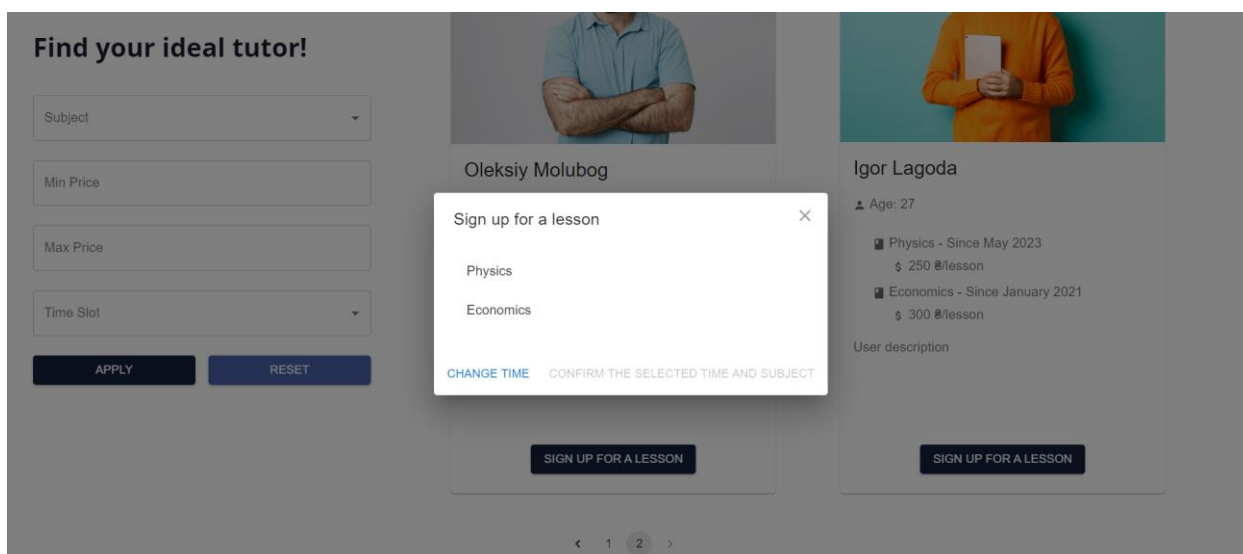 Find your ideal tutor!
Subject
Min Price
Max Price
Time Slot
APPLY
RESET
Oleksiy Molubog
Sign up for a lesson
Physics
Economics
CHANGE TIME
CONFIRM THE SELECTED TIME AND SUBJECT
SIGN UP FOR A LESSON
Igor Lagoda
Age: 27
Physics - Since May 2023
$ 250 ₴/lesson
Economics - Since January 2021
$ 300 ₴/lesson
User description
SIGN UP FOR A LESSON
1 2